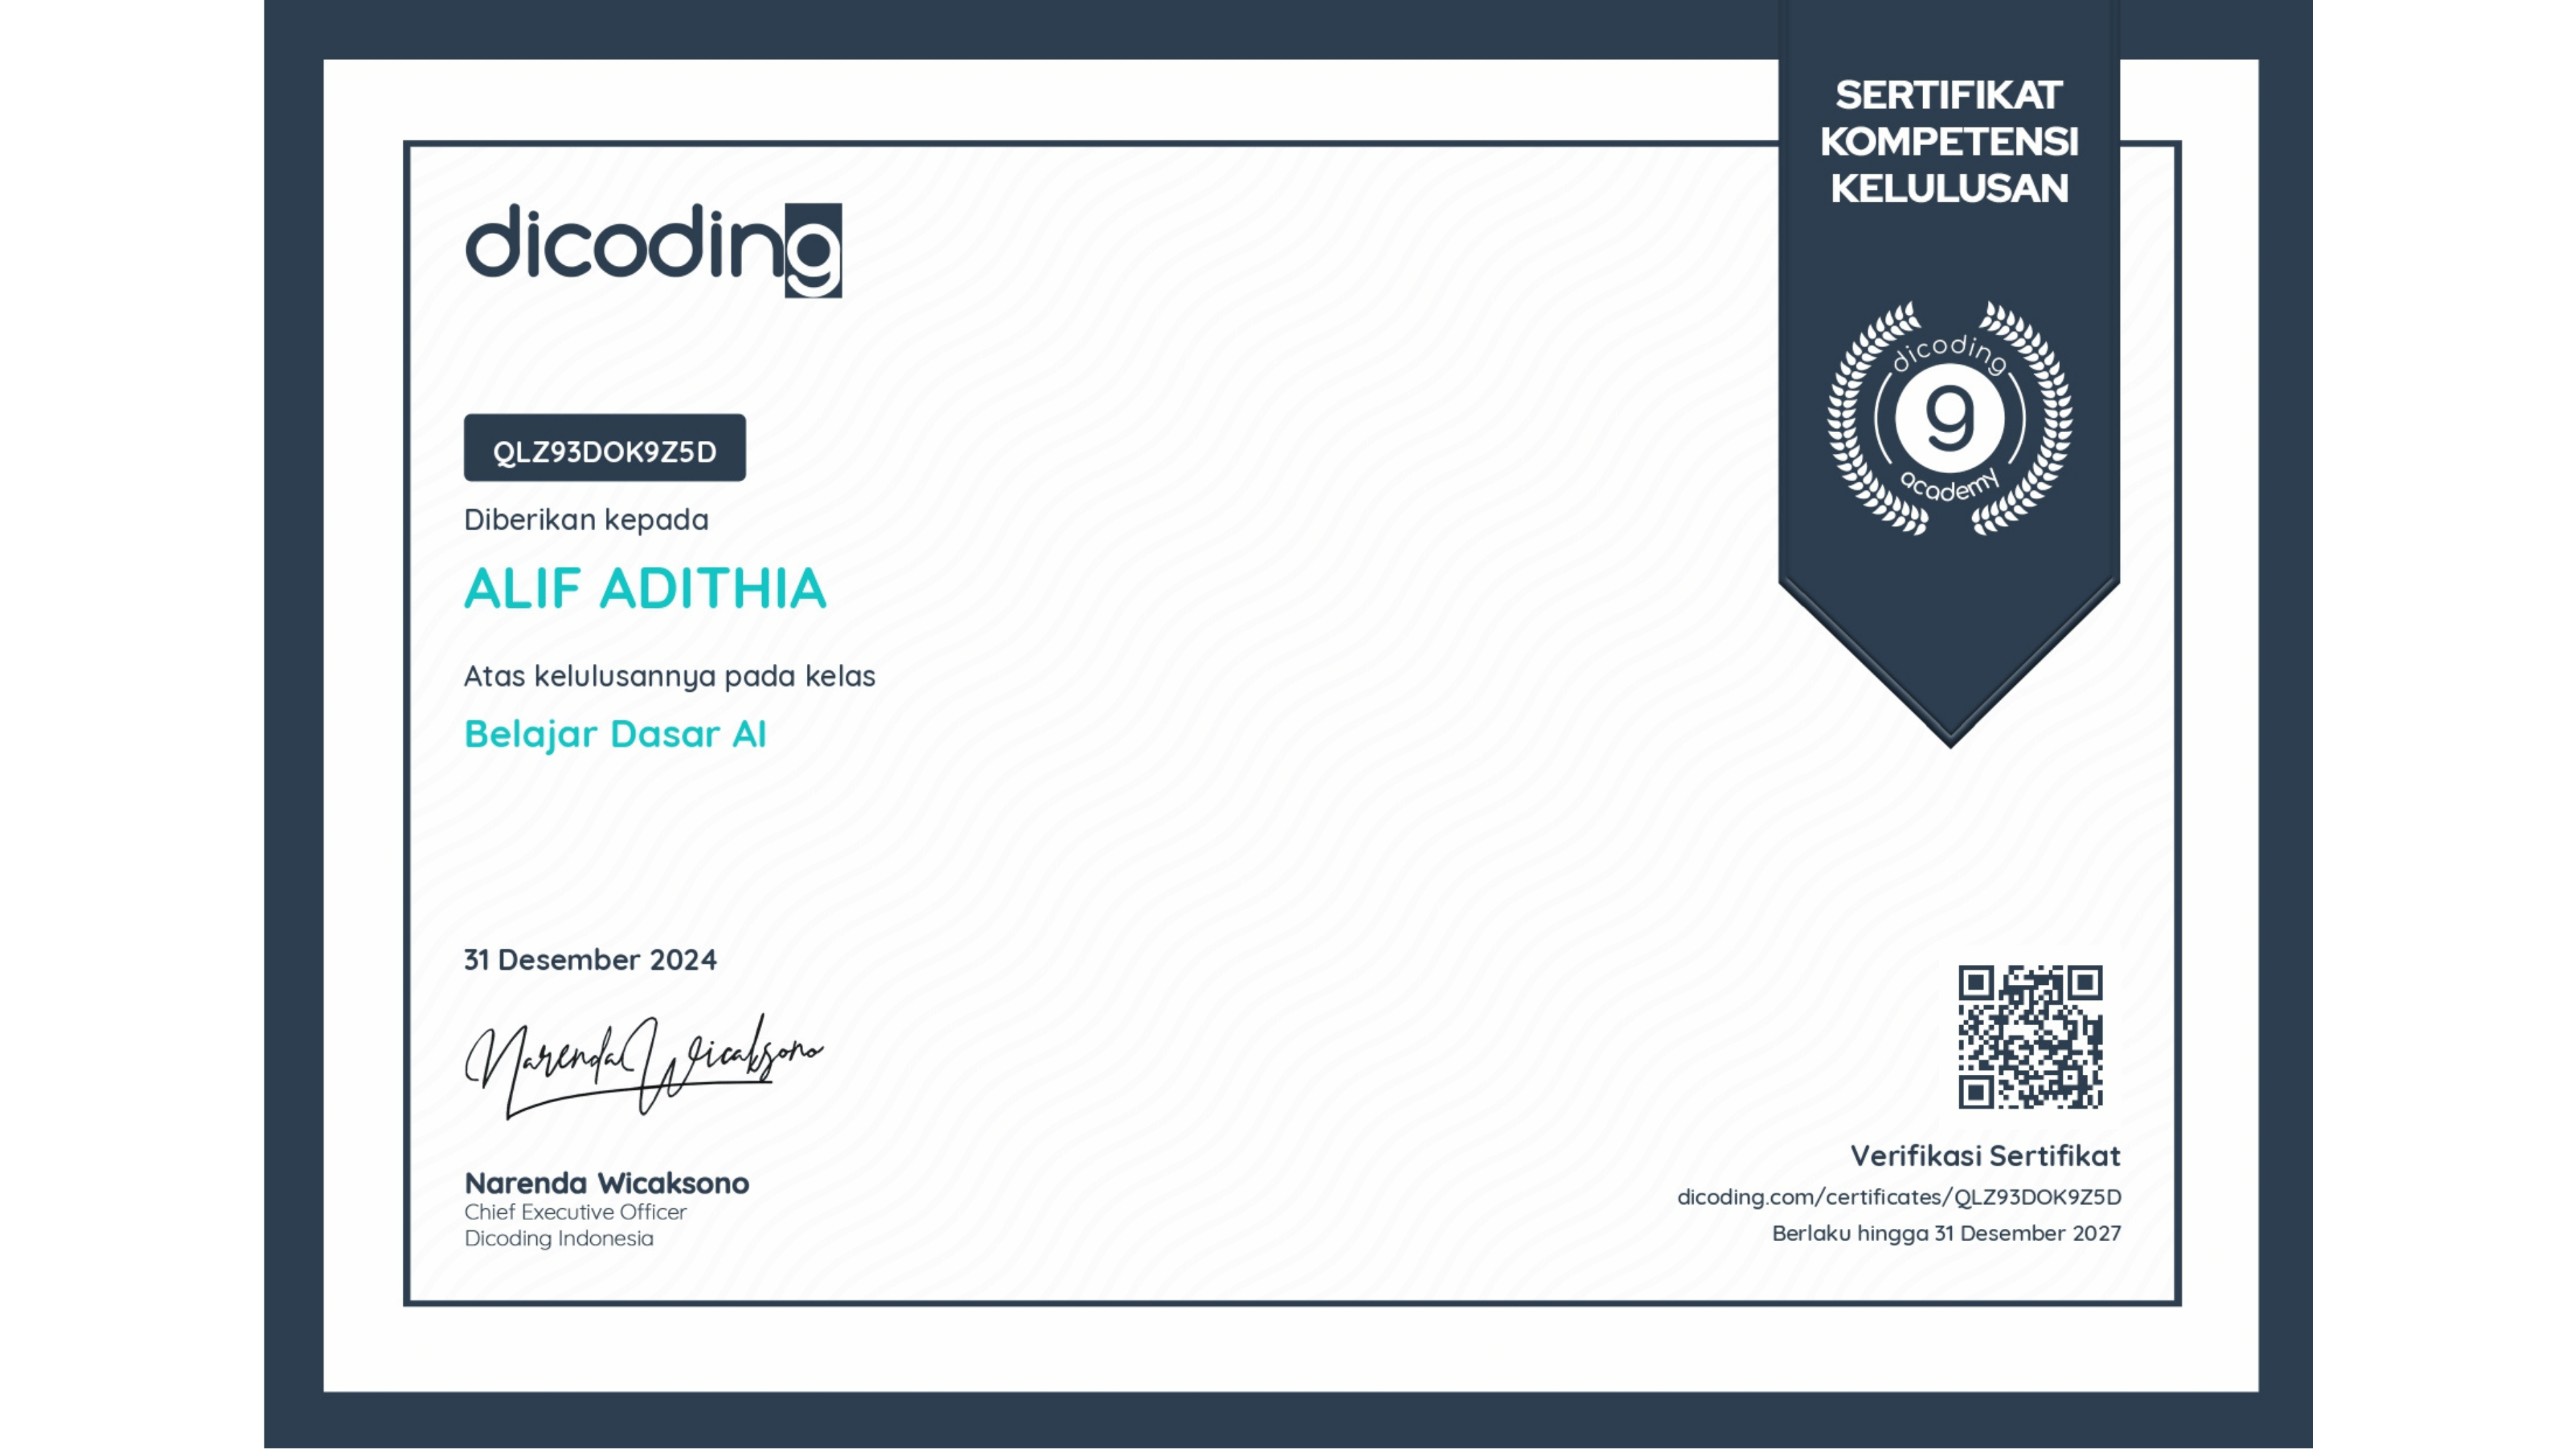 SERTIFIKAT
KOMPETENSI
KELULUSAN
dicoding
dicoding
g
academy
QLZ93DOK9Z5D
Diberikan kepada
ALIF ADITHIA
Atas kelulusannya pada kelas
Belajar Dasar AI
31 Desember 2024
Narenda Wicaksono
Narenda Wicaksono
Chief Executive Officer
Dicoding Indonesia
Verifikasi Sertifikat
dicoding.com/certificates/QLZ93DOK9Z5D
Berlaku hingga 31 Desember 2027